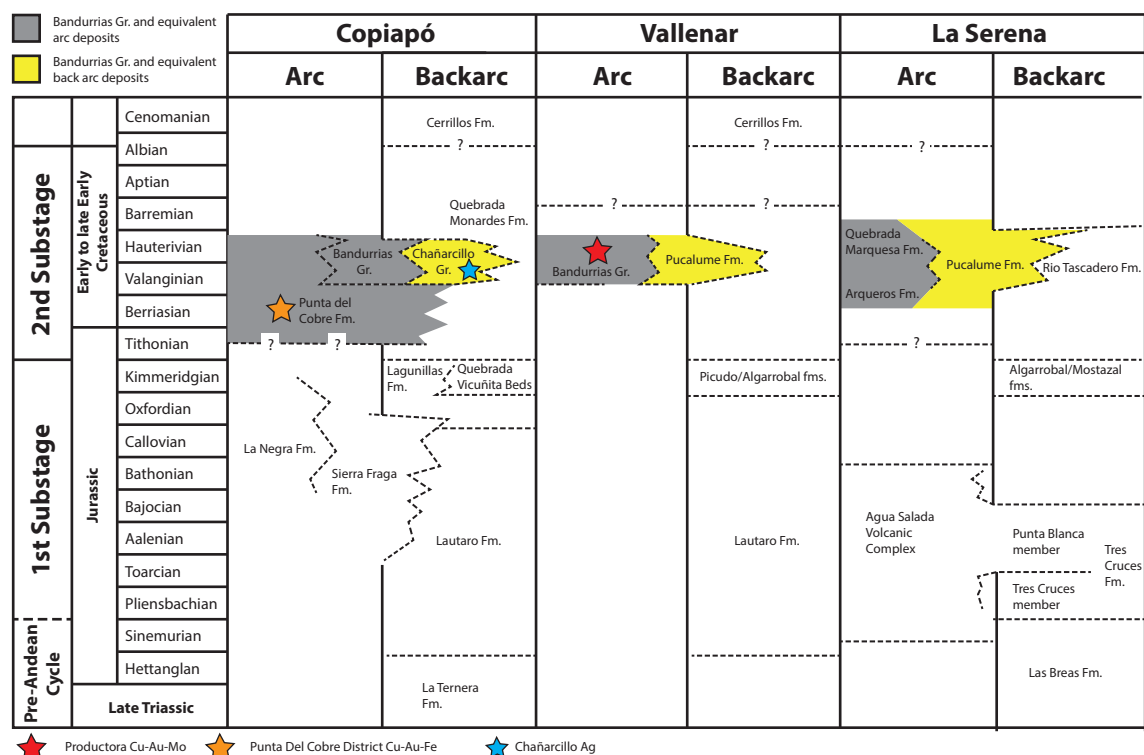 Bandurrias Gr. and equivalent
arc deposits
Bandurrias Gr. and equivalent
back arc deposits
Copiapó
Vallenar
La Serena
Arc
Backarc
Arc
Backarc
Arc
Backarc
2nd Substage
1st Substage
Pre-Andean
Cycle
Early to late Early
Cretaceous
Jurassic
Cenomanian
Albian
Aptian
Barremian
Hauterivian
Valanginian
Berriasian
Tithonian
Kimmeridgian
Oxfordian
Callovian
Bathonian
Bajocian
Aalenian
Toarcian
Pliensbachian
Sinemurian
Hettanglan
Late Triassic
Bandurrias
Gr.
Punta del
Cobre Fm.
?
?
La Negra Fm.
Sierra Fraga
Fm.
Cerrillos Fm.
?
Quebrada
Monardes Fm.
Chañarcillo
Gr.
Lagunillas
Fm.
Quebrada
Vicuñita Beds
Lautaro Fm.
La Ternera
Fm.
?
Bandurrias Gr.
Cerrillos Fm.
?
?
Pucalume Fm.
Picudo/Algarrobal fms.
Lautaro Fm.
?
Quebrada
Marquesa Fm.
Arqueros Fm.
Pucalume Fm.
?
Agua Salada
Volcanic
Complex
Rio Tascadero Fm.
Algarrobal/Mostazal
fms.
Punta Blanca
member
Tres
Cruces
Fm.
Tres Cruces
member
Las Breas Fm.
Productora Cu-Au-Mo
Punta Del Cobre District Cu-Au-Fe
Chañarcillo Ag